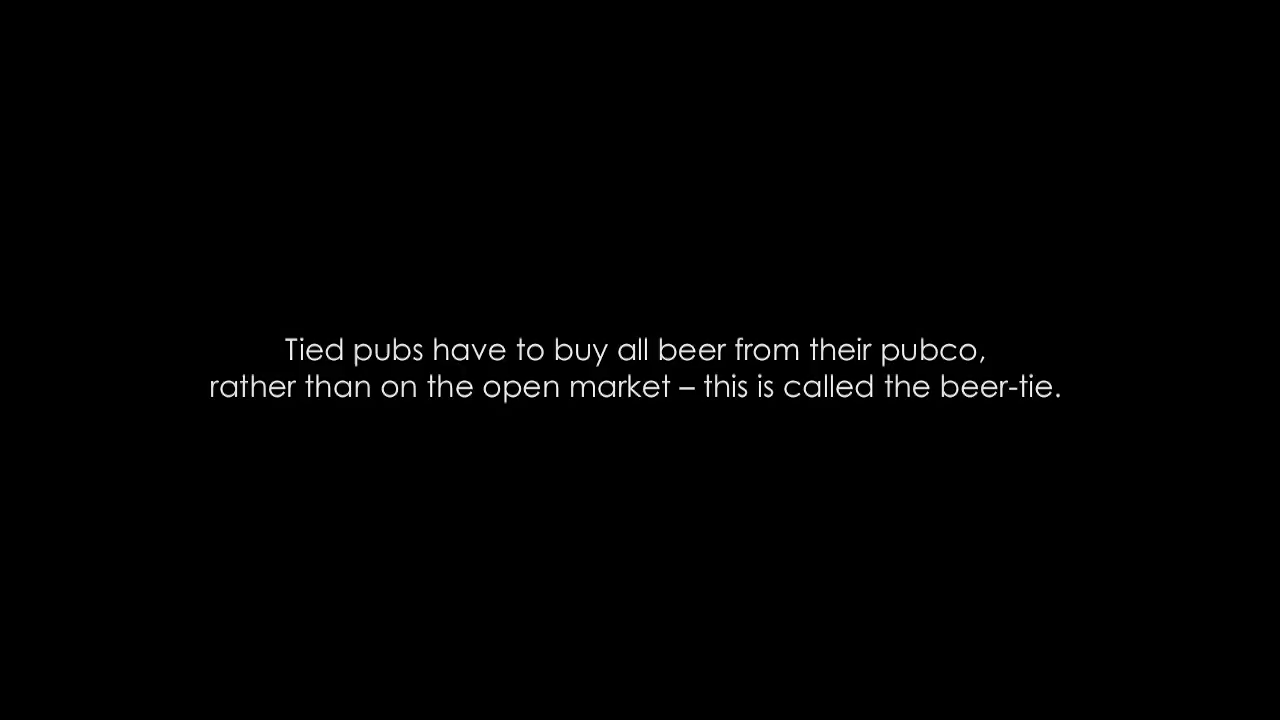 Tied pubs have to buy all beer from their pubco,
rather than on the open market – this is called the beer-tie.